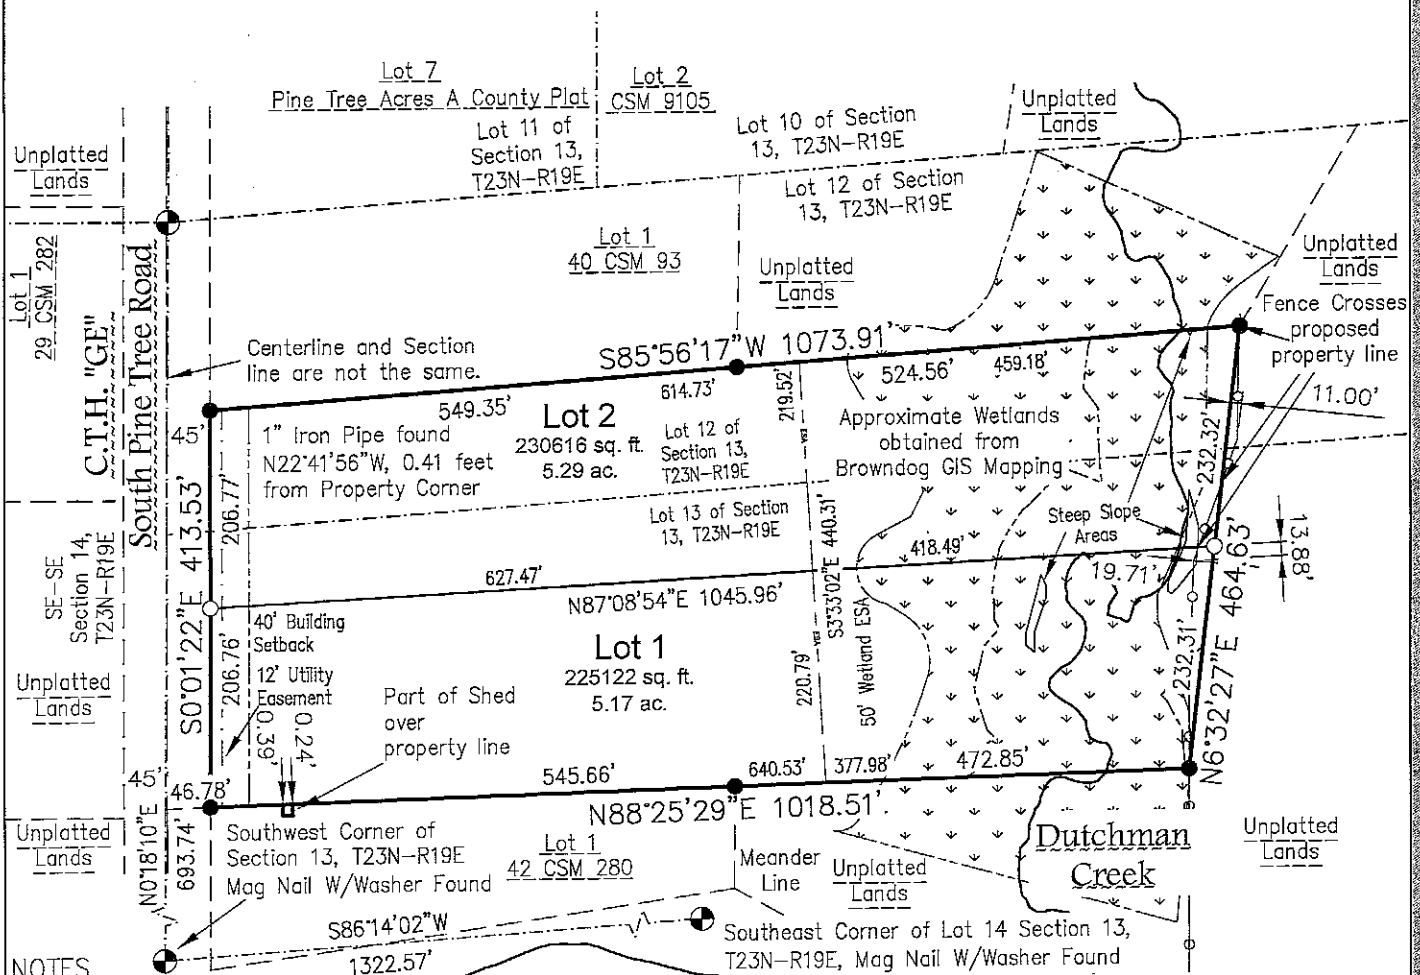 Lot 7
Pine Tree Acres A County Plat
Lot 2
CSM 9105
Unplatted
Lands
Lot 11 of
Section 13,
T23N-R19E
Lot 10 of Section
13, T23N-R19E
Unplatted
Lands
Lot 12 of Section
13, T23N-R19E
Lot 1
29 CSM 282
C.T.H. "GE"
South Pine Tree Road
Lot 1
40 CSM 93
Unplatted
Lands
Unplatted
Lands
Fence Crosses
proposed
property line
11.00'
Centerline and Section
line are not the same.
S85°56'17"W 1073.91'
549.35'
614.73'
524.56'
459.18'
219.52'
45'
1" Iron Pipe found
N22°41'56"W, 0.41 feet
from Property Corner
Lot 2
230616 sq. ft.
5.29 ac.
Lot 12 of
Section 13,
T23N-R19E
Approximate Wetlands
obtained from
Browndog GIS Mapping
232.32'
S0°01'22"E 413.53'
206.77'
Lot 13 of Section
13, T23N-R19E
S3°33'02"E 440.31'
Steep Slope
Areas
418.49'
13.88'
19.71'
SE-SE
Section 14,
T23N-R19E
627.47'
N87°08'54"E 1045.96'
50' Wetland ESA
N6°32'27"E 464.63'
232.31'
206.76'
40' Building
Setback
12' Utility
Easement
Lot 1
225122 sq. ft.
5.17 ac.
220.79'
Unplatted
Lands
0.39'
0.24'
Part of Shed
over
property line
45'
46.78'
545.66'
640.53'
377.98'
472.85'
N88°25'29"E 1018.51'
N0°18'10"E
693.74'
Unplatted
Lands
Southwest Corner of
Section 13, T23N-R19E
Mag Nail W/Washer Found
Lot 1
42 CSM 280
Meander
Line
Unplatted
Lands
Dutchman
Creek
Unplatted
Lands
S86°14'02"W
1322.57'
Southeast Corner of Lot 14 Section 13,
T23N-R19E, Mag Nail W/Washer Found
NOTES